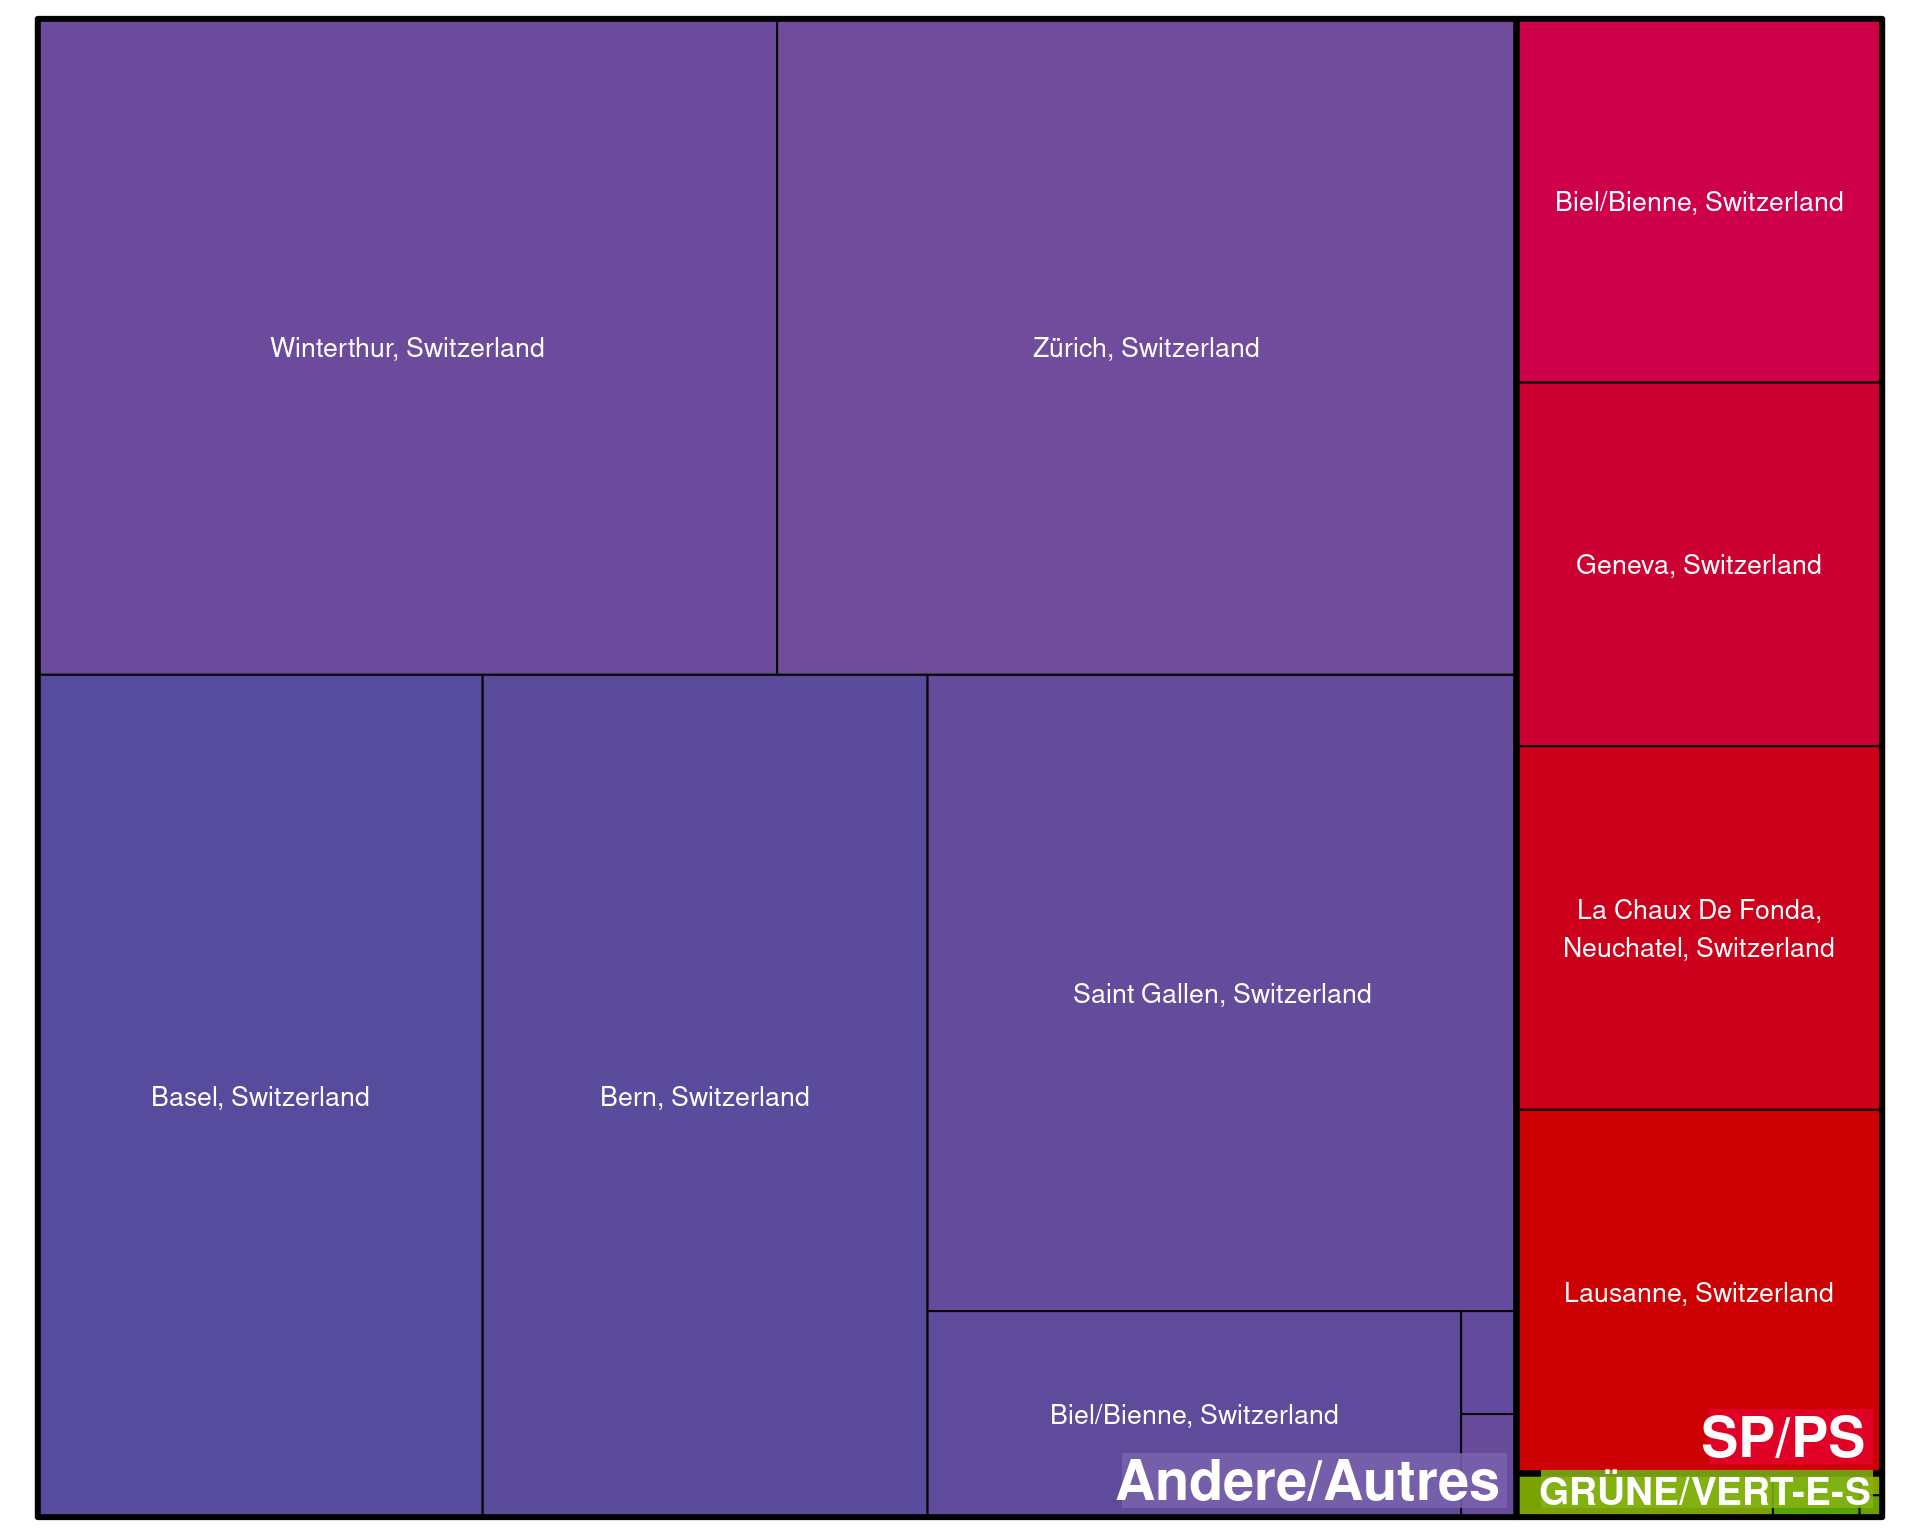 Winterthur, Switzerland
Zürich, Switzerland
Biel/Bienne, Switzerland
Geneva, Switzerland
La Chaux De Fonda,
Neuchatel, Switzerland
Saint Gallen, Switzerland
Basel, Switzerland
Bern, Switzerland
Lausanne, Switzerland
Biel/Bienne, Switzerland
SP/PS
Andere/Autres
GRÜNE/VERT-E-S